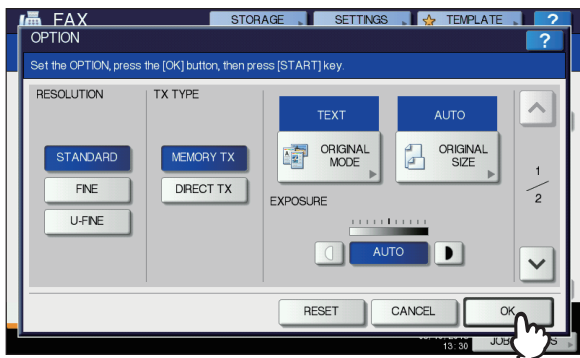 FAX
STORAGE
SETTINGS
TEMPLATE
?
OPTION
?
Set the OPTION, press the [OK] button, then press [START] key.
RESOLUTION
TX TYPE
TEXT
AUTO
STANDARD
MEMORY TX
ORIGINAL
MODE
ORIGINAL
SIZE
FINE
DIRECT TX
1
2
U-FINE
EXPOSURE
AUTO
RESET
CANCEL
OK
13:30